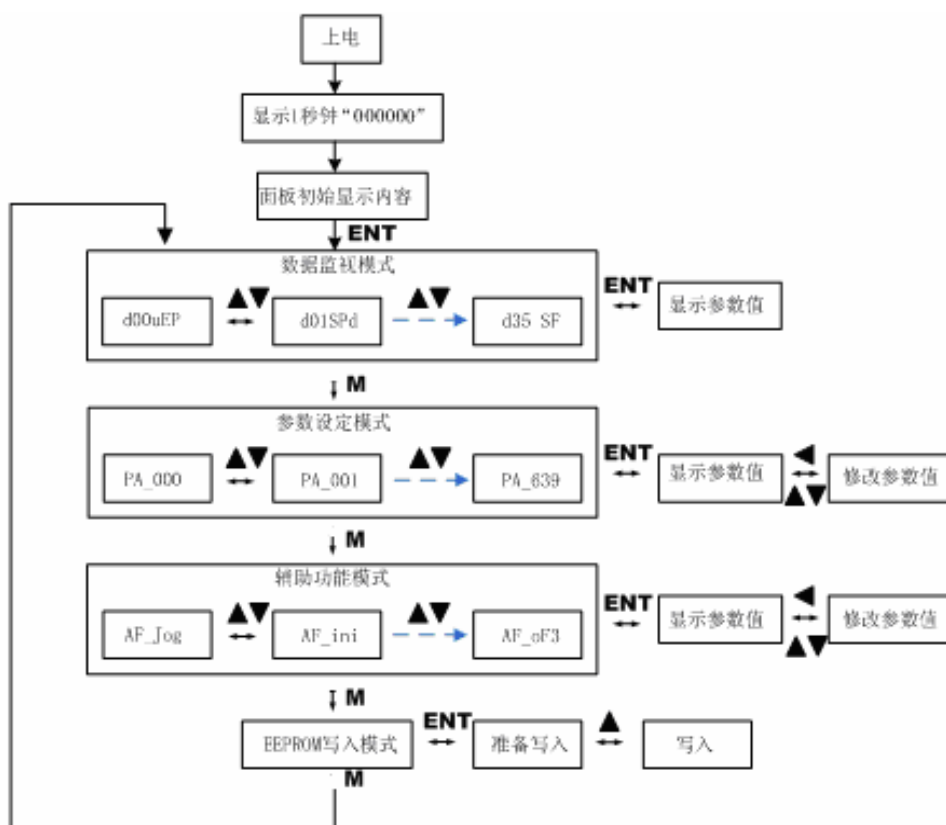 上电
显示1秒钟“000000”
面板初始显示内容
ENT
数据监视模式
d00uEP
▲▼
d01SPd
▲▼
d35 SF
ENT
显示参数值
M
参数设定模式
PA_000
▲▼
PA_001
▲▼
PA_639
ENT
显示参数值
◀
▲▼
修改参数值
M
辅助功能模式
AF_Jog
▲▼
AF_ini
▲▼
AF_oF3
ENT
显示参数值
◀
▲▼
修改参数值
M
EEPROM写入模式
ENT
准备写入
▲
写入
M